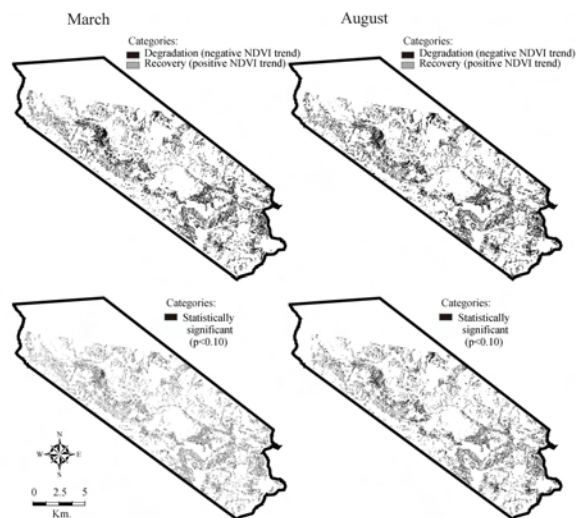 March
August
Categories:
Degradation (negative NDVI trend)
Recovery (positive NDVI trend)
Categories:
Degradation (negative NDVI trend)
Recovery (positive NDVI trend)
Categories:
Statistically
significant
(p<0.10)
Categories:
Statistically
significant
(p<0.10)
N
W E
S
0 2.5 5
Km.